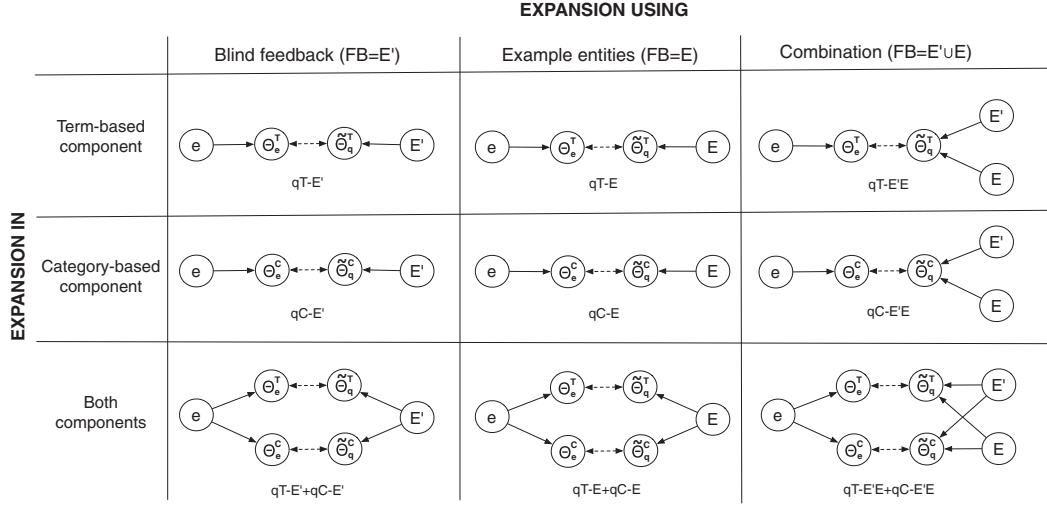 EXPANSION USING
Blind feedback (FB=E') Example entities (FB=E) Combination (FB=E'∪E)
EXPANSION IN
Term-based
component
e Θ_e^T Θ̃_q^T E'
qT-E'
e Θ_e^T Θ̃_q^T E
qT-E
e Θ_e^T Θ̃_q^T E' E
qT-E'E
Category-based
component
e Θ_e^C Θ̃_q^C E'
qC-E'
e Θ_e^C Θ̃_q^C E
qC-E
e Θ_e^C Θ̃_q^C E' E
qC-E'E
Both
components
e Θ_e^T Θ̃_q^T E' Θ_e^C Θ̃_q^C
qT-E'+qC-E'
e Θ_e^T Θ̃_q^T E Θ_e^C Θ̃_q^C
qT-E+qC-E
e Θ_e^T Θ̃_q^T E' Θ_e^C Θ̃_q^C E
qT-E'E+qC-E'E